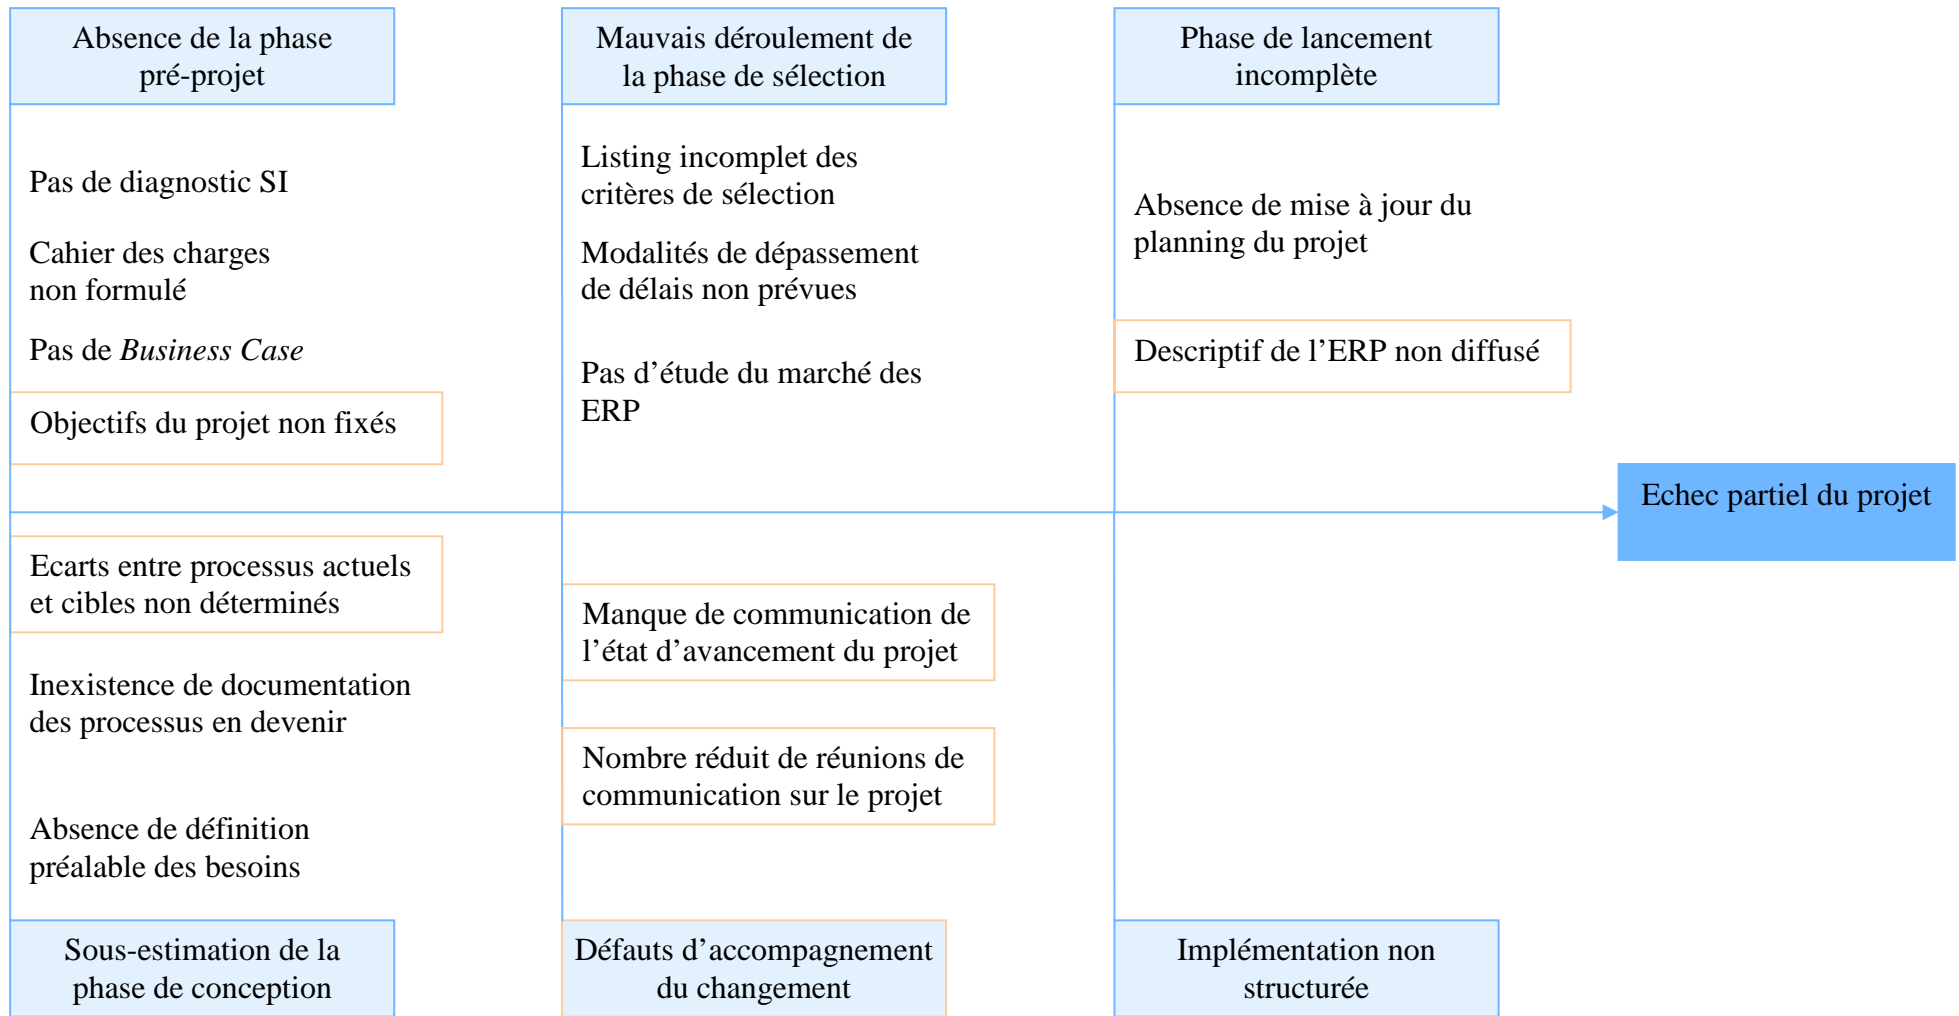 Absence de la phase
pré-projet
Pas de diagnostic SI
Cahier des charges
non formulé
Pas de Business Case
Objectifs du projet non fixés
Mauvais déroulement de
la phase de sélection
Listing incomplet des
critères de sélection
Modalités de dépassement
de délais non prévues
Pas d’étude du marché des
ERP
Phase de lancement
incomplète
Absence de mise à jour du
planning du projet
Descriptif de l’ERP non diffusé
Echec partiel du projet
Ecarts entre processus actuels
et cibles non déterminés
Inexistence de documentation
des processus en devenir
Absence de définition
préalable des besoins
Sous-estimation de la
phase de conception
Manque de communication de
l’état d’avancement du projet
Nombre réduit de réunions de
communication sur le projet
Défauts d’accompagnement
du changement
Implémentation non
structurée